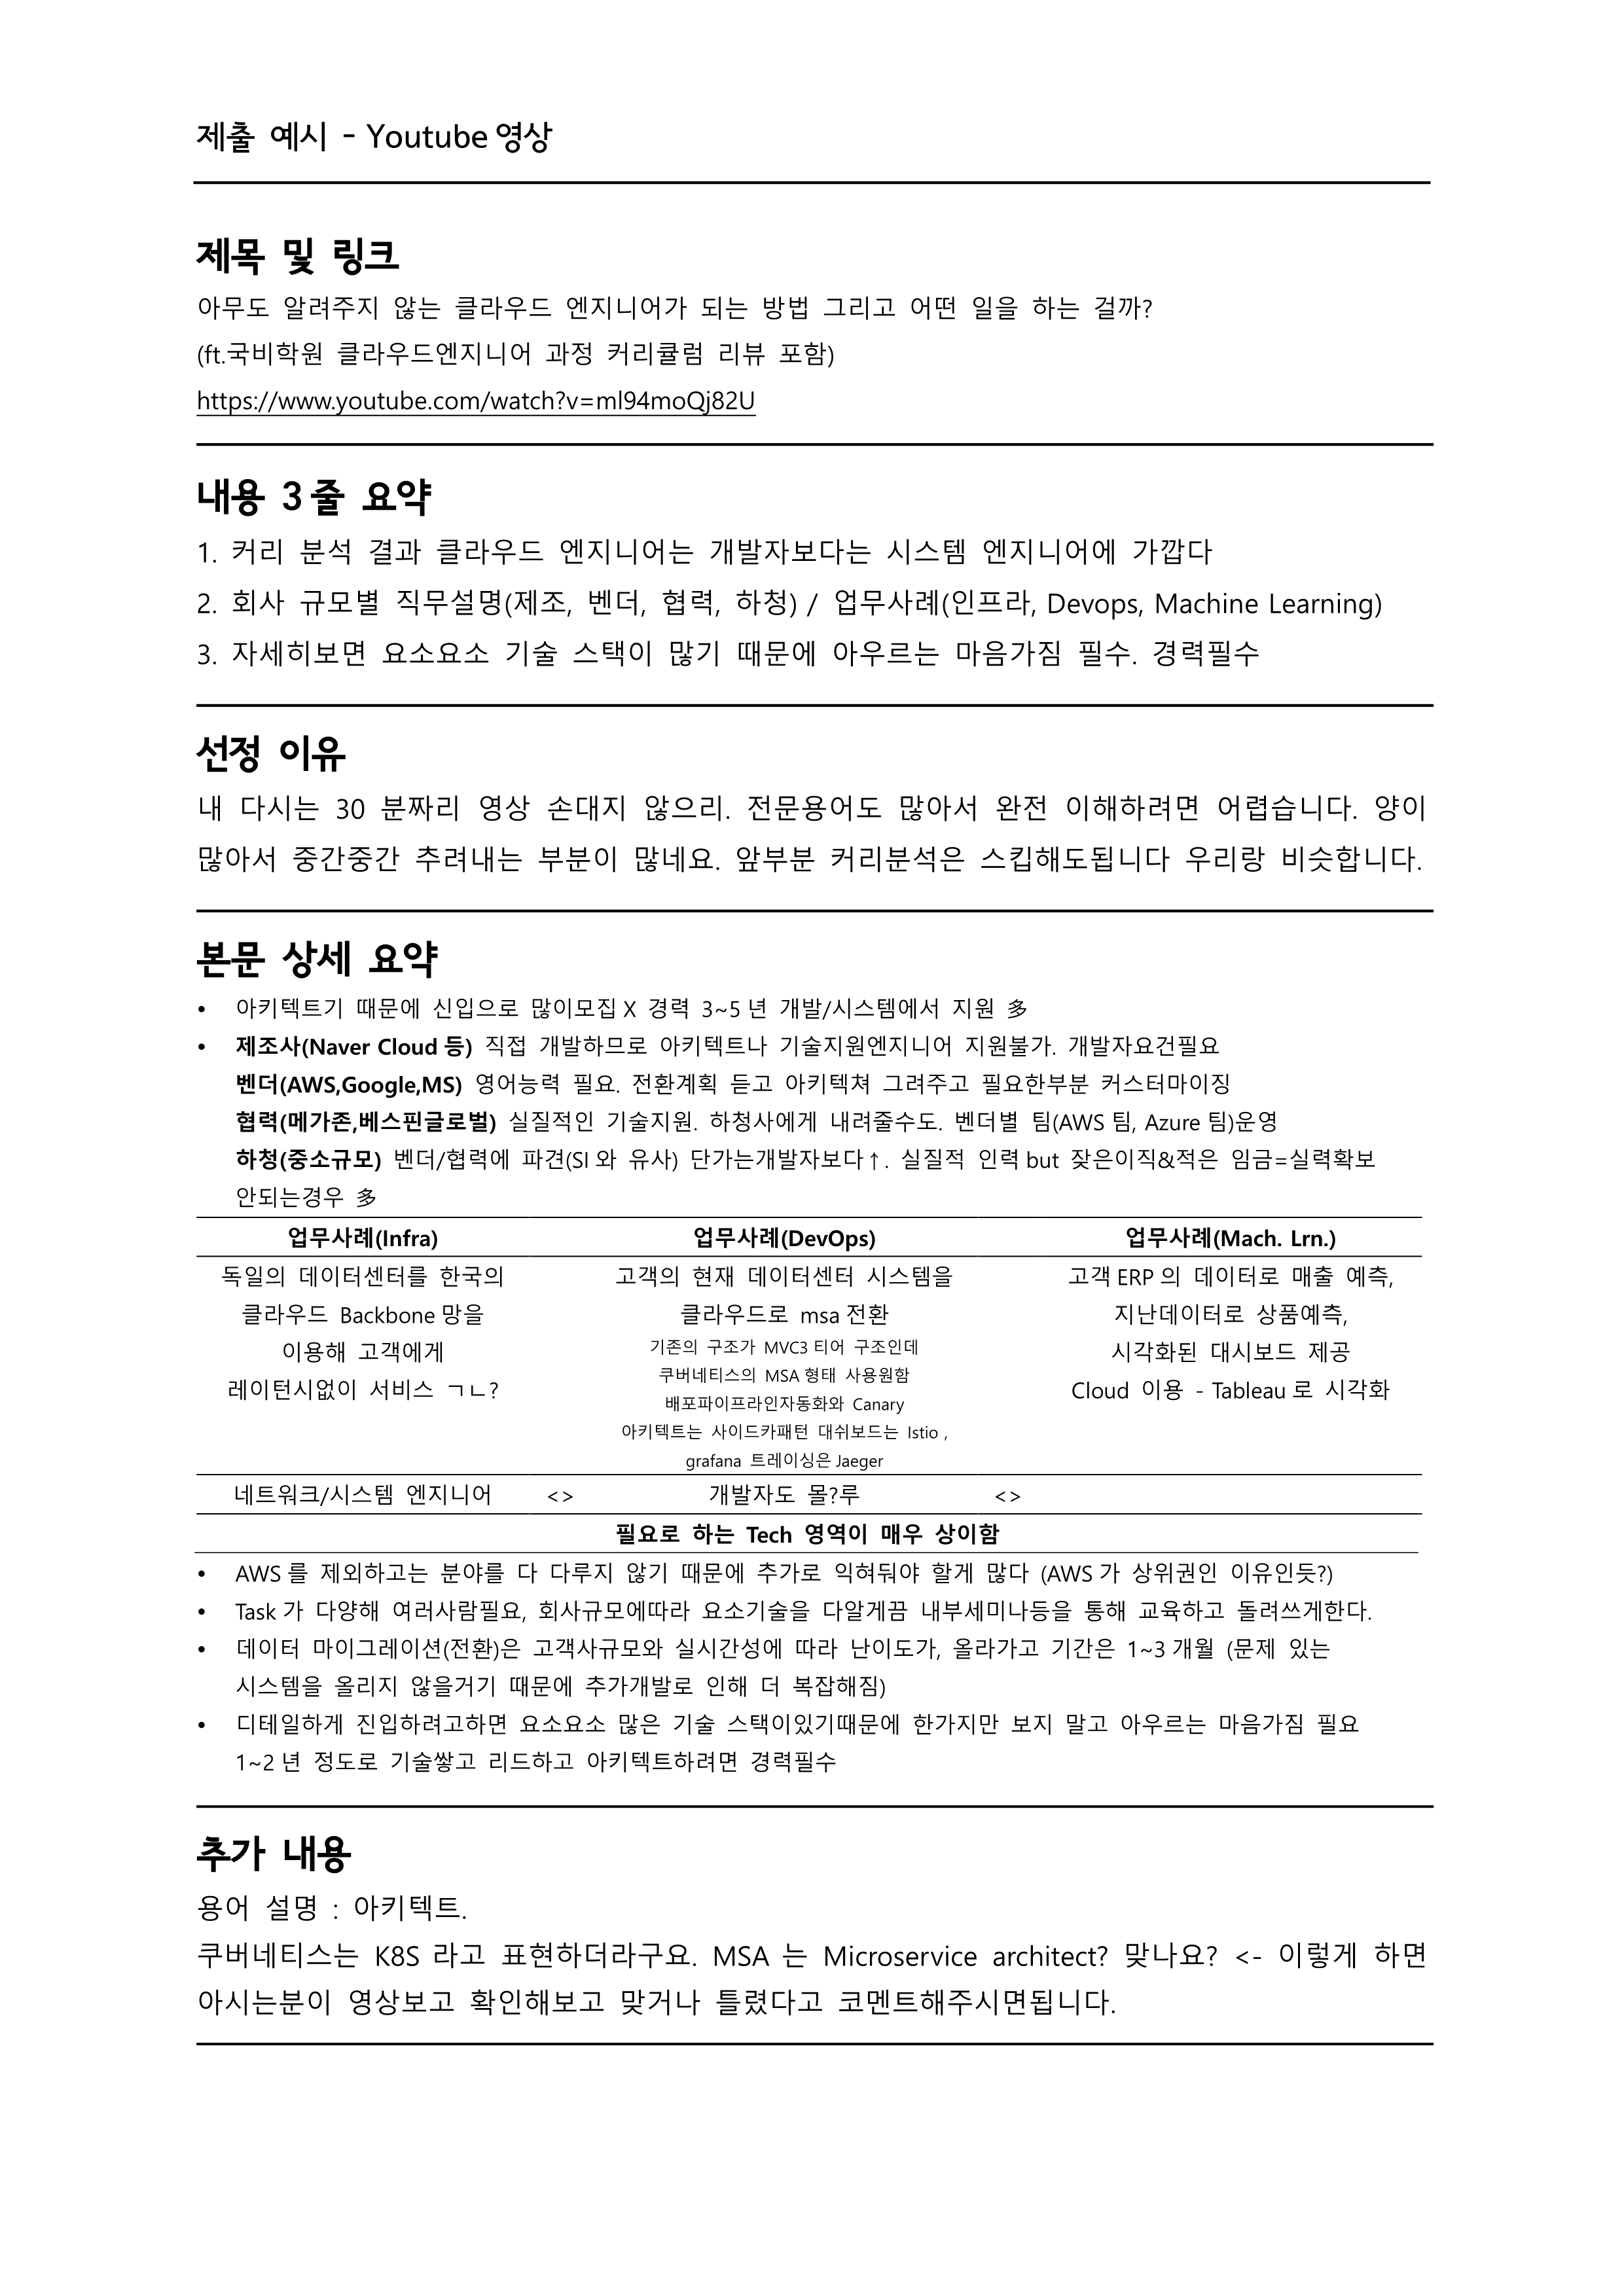 제출 예시 - Youtube 영상
제목 및 링크
아무도 알려주지 않는 클라우드 엔지니어가 되는 방법 그리고 어떤 일을 하는 걸까?
(ft.국비학원 클라우드엔지니어 과정 커리큘럼 리뷰 포함)
https://www.youtube.com/watch?v=ml94moQj82U
내용 3 줄 요약
1. 커리 분석 결과 클라우드 엔지니어는 개발자보다는 시스템 엔지니어에 가깝다
2. 회사 규모별 직무설명(제조, 벤더, 협력, 하청) / 업무사례(인프라, Devops, Machine Learning)
3. 자세히보면 요소요소 기술 스택이 많기 때문에 아우르는 마음가짐 필수. 경력필수
선정 이유
내 다시는 30 분짜리 영상 손대지 않으리. 전문용어도 많아서 완전 이해하려면 어렵습니다. 양이
많아서 중간중간 추려내는 부분이 많네요. 앞부분 커리분석은 스킵해도됩니다 우리랑 비슷합니다.
본문 상세 요약
• 아키텍트기 때문에 신입으로 많이모집 X 경력 3~5 년 개발/시스템에서 지원 多
• 제조사(Naver Cloud 등) 직접 개발하므로 아키텍트나 기술지원엔지니어 지원불가. 개발자요건필요
벤더(AWS,Google,MS) 영어능력 필요. 전환계획 듣고 아키텍쳐 그려주고 필요한부분 커스터마이징
협력(메가존,베스핀글로벌) 실질적인 기술지원. 하청사에게 내려줄수도. 벤더별 팀(AWS 팀, Azure 팀)운영
하청(중소규모) 벤더/협력에 파견(SI 와 유사) 단가는개발자보다↑. 실질적 인력 but 잦은이직&적은 임금=실력확보
안되는경우 多
업무사례(Infra) 업무사례(DevOps) 업무사례(Mach. Lrn.)
독일의 데이터센터를 한국의
클라우드 Backbone 망을
이용해 고객에게
레이턴시없이 서비스 ㄱㄴ?
고객의 현재 데이터센터 시스템을
클라우드로 msa 전환
기존의 구조가 MVC3 티어 구조인데
쿠버네티스의 MSA 형태 사용원함
배포파이프라인자동화와 Canary
아키텍트는 사이드카패턴 대쉬보드는 Istio ,
grafana 트레이싱은 Jaeger
고객 ERP 의 데이터로 매출 예측,
지난데이터로 상품예측,
시각화된 대시보드 제공
Cloud 이용 - Tableau 로 시각화
네트워크/시스템 엔지니어 <> 개발자도 몰?루 <>
필요로 하는 Tech 영역이 매우 상이함
• AWS 를 제외하고는 분야를 다 다루지 않기 때문에 추가로 익혀둬야 할게 많다 (AWS 가 상위권인 이유인듯?)
• Task 가 다양해 여러사람필요, 회사규모에따라 요소기술을 다알게끔 내부세미나등을 통해 교육하고 돌려쓰게한다.
• 데이터 마이그레이션(전환)은 고객사규모와 실시간성에 따라 난이도가, 올라가고 기간은 1~3 개월 (문제 있는
시스템을 올리지 않을거기 때문에 추가개발로 인해 더 복잡해짐)
• 디테일하게 진입하려고하면 요소요소 많은 기술 스택이있기때문에 한가지만 보지 말고 아우르는 마음가짐 필요
1~2 년 정도로 기술쌓고 리드하고 아키텍트하려면 경력필수
추가 내용
용어 설명 : 아키텍트.
쿠버네티스는 K8S 라고 표현하더라구요. MSA 는 Microservice architect? 맞나요? <- 이렇게 하면
아시는분이 영상보고 확인해보고 맞거나 틀렸다고 코멘트해주시면됩니다.